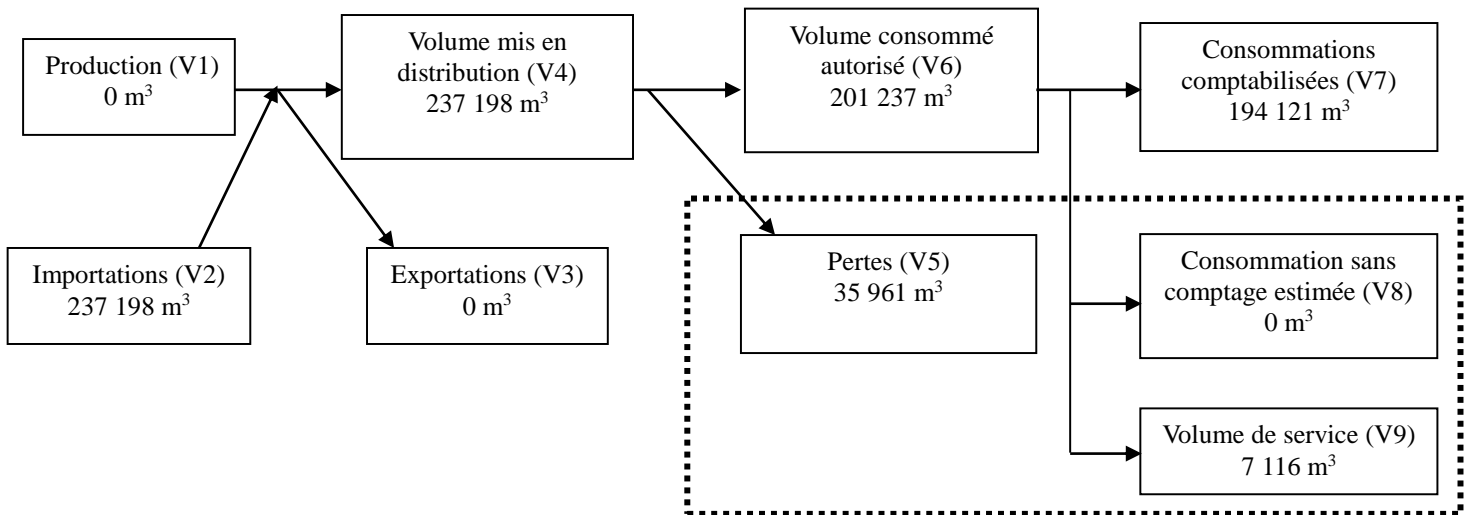 Production (V1)
0 m³
Volume mis en
distribution (V4)
237 198 m³
Volume consommé
autorisé (V6)
201 237 m³
Consommations
comptabilisées (V7)
194 121 m³
Importations (V2)
237 198 m³
Exportations (V3)
0 m³
Pertes (V5)
35 961 m³
Consommation sans
comptage estimée (V8)
0 m³
Volume de service (V9)
7 116 m³